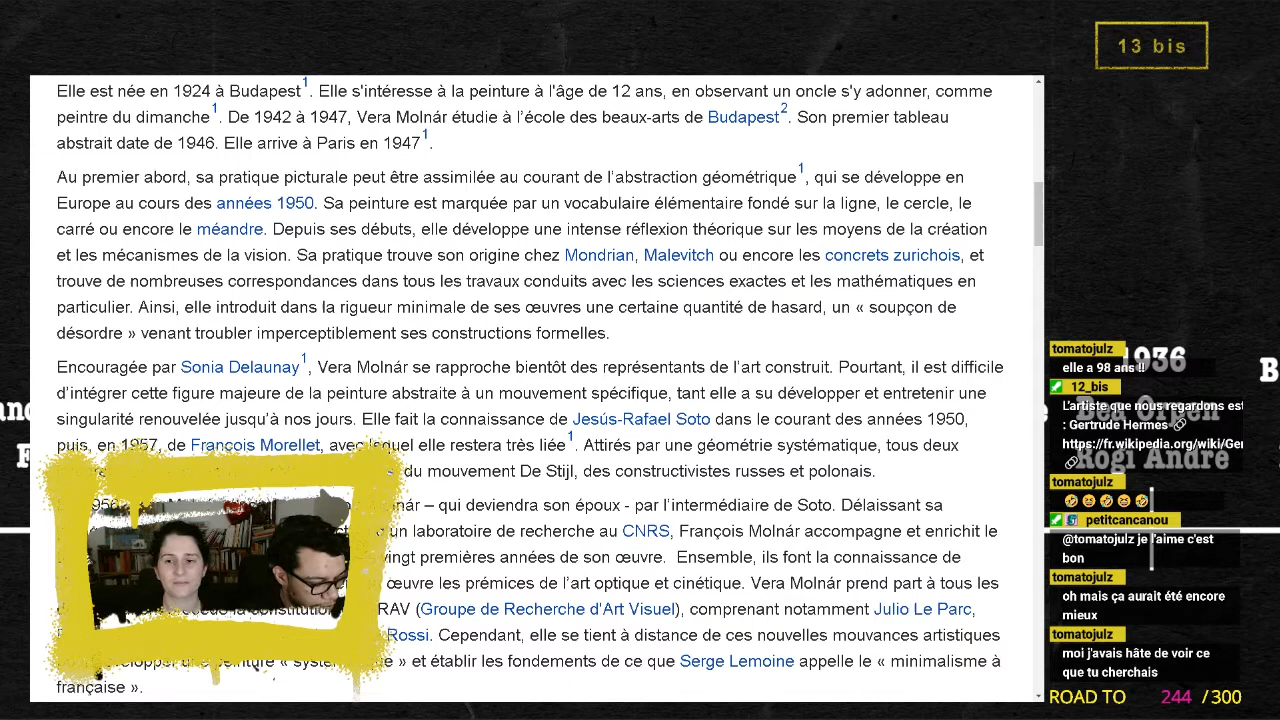 13 bis
Elle est née en 1924 à Budapest1. Elle s'intéresse à la peinture à l'âge de 12 ans, en observant un oncle s'y adonner, comme
peintre du dimanche1. De 1942 à 1947, Vera Molnár étudie à l'école des beaux-arts de Budapest2. Son premier tableau
abstrait date de 1946. Elle arrive à Paris en 19471.
Au premier abord, sa pratique picturale peut être assimilée au courant de l'abstraction géométrique1, qui se développe en
Europe au cours des années 1950. Sa peinture est marquée par un vocabulaire élémentaire fondé sur la ligne, le cercle, le
carré ou encore le méandre. Depuis ses débuts, elle développe une intense réflexion théorique sur les moyens de la création
et les mécanismes de la vision. Sa pratique trouve son origine chez Mondrian, Malevitch ou encore les concrets zurichois, et
trouve de nombreuses correspondances dans tous les travaux conduits avec les sciences exactes et les mathématiques en
particulier. Ainsi, elle introduit dans la rigueur minimale de ses œuvres une certaine quantité de hasard, un « soupçon de
désordre » venant troubler imperceptiblement ses constructions formelles.
Encouragée par Sonia Delaunay1, Vera Molnár se rapproche bientôt des représentants de l'art construit. Pourtant, il est difficile
d'intégrer cette figure majeure de la peinture abstraite à un mouvement spécifique, tant elle a su développer et entretenir une
singularité renouvelée jusqu'à nos jours. Elle fait la connaissance de Jesús-Rafael Soto dans le courant des années 1950,
puis, en 1957, de François Morellet, avec lequel elle restera très liée1. Attirés par une géométrie systématique, tous deux
du mouvement De Stijl, des constructivistes russes et polonais.
– qui deviendra son époux - par l'intermédiaire de Soto. Délaissant sa
un laboratoire de recherche au CNRS, François Molnár accompagne et enrichit le
vingt premières années de son œuvre. Ensemble, ils font la connaissance de
les prémices de l'art optique et cinétique. Vera Molnár prend part à tous les
(Groupe de Recherche d'Art Visuel), comprenant notamment Julio Le Parc,
Rossi. Cependant, elle se tient à distance de ces nouvelles mouvances artistiques
» et établir les fondements de ce que Serge Lemoine appelle le « minimalisme à
française ».
1936
Rogi André
tomatojulz
elle a 98 ans !!
12_bis
L'artiste que nous regardons est
: Gertrude Hermes
https://fr.wikipedia.org/wiki/Ger
tomatojulz
petitcancanou
@tomatojulz je l'aime c'est
bon
tomatojulz
oh mais ça aurait été encore
mieux
tomatojulz
moi j'avais hâte de voir ce
que tu cherchais
ROAD TO 244 / 300